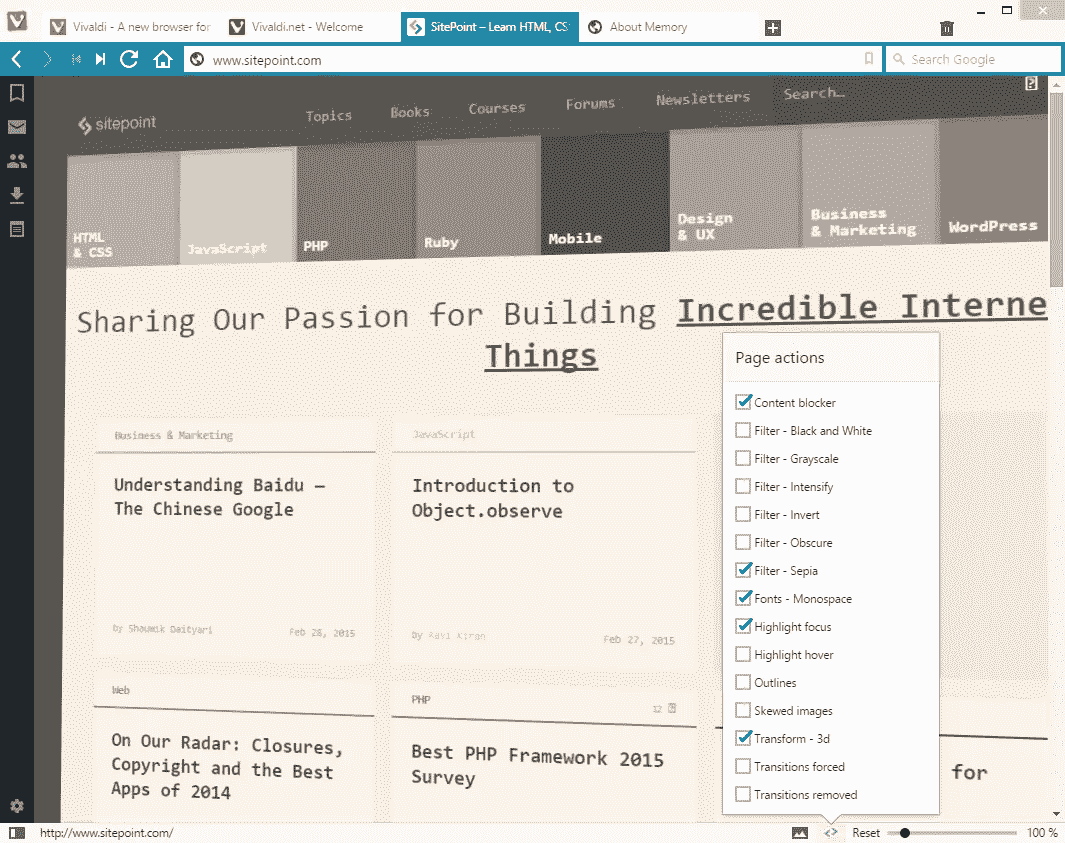 Vivaldi - A new browser for
Vivaldi.net - Welcome
SitePoint – Learn HTML, CS
About Memory
www.sitepoint.com
Search Google
sitepoint
Topics
Books
Courses
Forums
Newsletters
Search…
HTML
& CSS
JavaScript
PHP
Ruby
Mobile
Design
& UX
Business
& Marketing
WordPress
Sharing Our Passion for Building Incredible Interne
Things
Business & Marketing
Understanding Baidu –
The Chinese Google
by Shaumik Daityari
Feb 28, 2015
JavaScript
Introduction to
Object.observe
by Ravi Kiran
Feb 27, 2015
Web
On Our Radar: Closures,
Copyright and the Best
Apps of 2014
PHP
12
Best PHP Framework 2015
Survey
for
Page actions
Content blocker
Filter - Black and White
Filter - Grayscale
Filter - Intensify
Filter - Invert
Filter - Obscure
Filter - Sepia
Fonts - Monospace
Highlight focus
Highlight hover
Outlines
Skewed images
Transform - 3d
Transitions forced
Transitions removed
http://www.sitepoint.com/
Reset
100 %